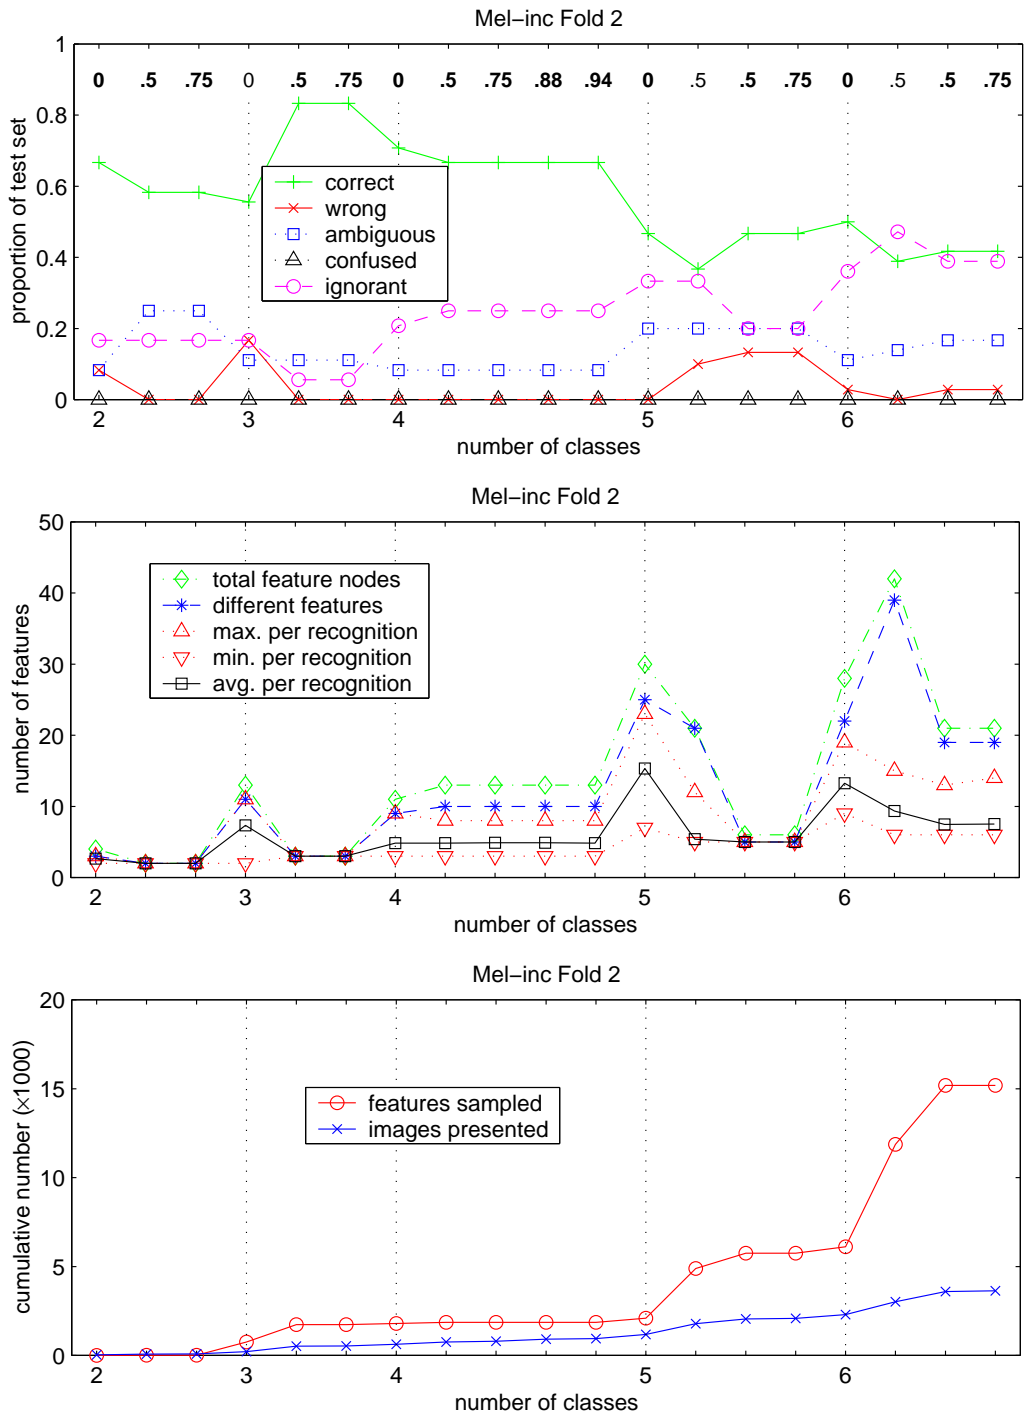 Mel−inc Fold 2
1
0 .5 .75 0 .5 .75 0 .5 .75 .88 .94 0 .5 .5 .75 0 .5 .5 .75
0.8
0.6
0.4
0.2
0
proportion of test set
correct
wrong
ambiguous
confused
ignorant
2 3 4 5 6
number of classes
Mel−inc Fold 2
50
40
30
20
10
0
number of features
total feature nodes
different features
max. per recognition
min. per recognition
avg. per recognition
2 3 4 5 6
number of classes
Mel−inc Fold 2
20
15
10
5
0
cumulative number (×1000)
features sampled
images presented
2 3 4 5 6
number of classes